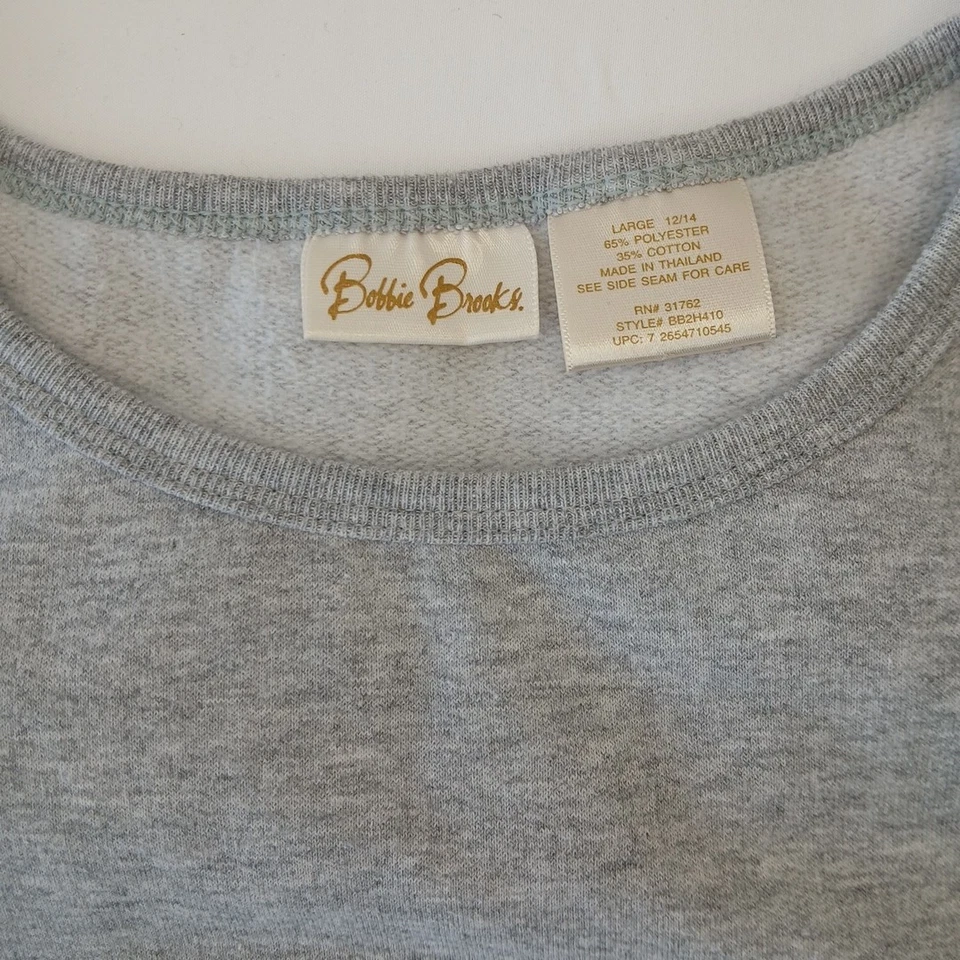 Bobbie Brooks.
LARGE 12/14
65% POLYESTER
35% COTTON
MADE IN THAILAND
SEE SIDE SEAM FOR CARE
RN# 31762
STYLE# BB2H410
UPC: 7 2654710545